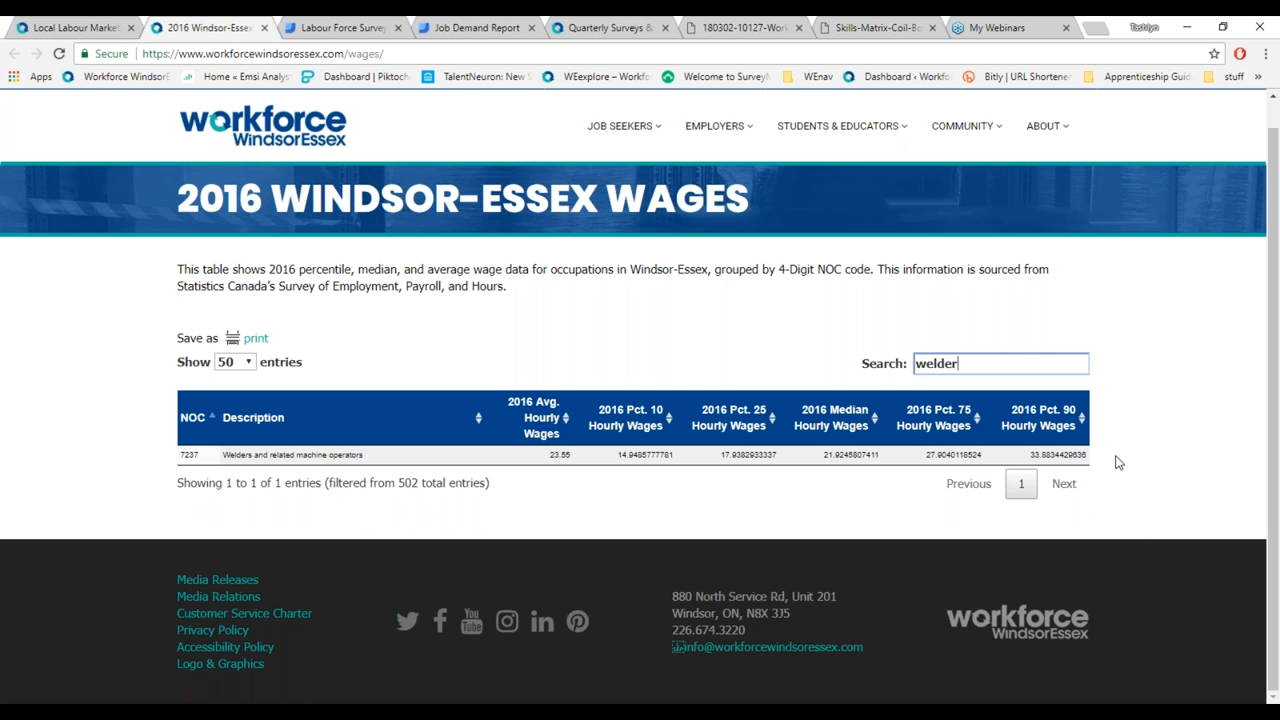 Local Labour Market
2016 Windsor-Essex
Labour Force Survey
Job Demand Report
Quarterly Surveys &
180302-10127-Work
Skills-Matrix-Coil-Bo
My Webinars
Tashlyn
Secure
https://www.workforcewindsoressex.com/wages/
Apps
Workforce WindsorE
Home « Emsi Analys
Dashboard | Piktoch
TalentNeuron: New S
WExplore – Workfo
Welcome to SurveyM
WEnav
Dashboard ‹ Workfo
Bitly | URL Shortene
Apprenticeship Guid
stuff
»
workforce
WindsorEssex
JOB SEEKERS
EMPLOYERS
STUDENTS & EDUCATORS
COMMUNITY
ABOUT
2016 WINDSOR-ESSEX WAGES
This table shows 2016 percentile, median, and average wage data for occupations in Windsor-Essex, grouped by 4-Digit NOC code. This information is sourced from
Statistics Canada's Survey of Employment, Payroll, and Hours.
Save as print
Show 50 entries
Search: welder
NOC
Description
2016 Avg.
Hourly
Wages
2016 Pct. 10
Hourly Wages
2016 Pct. 25
Hourly Wages
2016 Median
Hourly Wages
2016 Pct. 75
Hourly Wages
2016 Pct. 90
Hourly Wages
7237 Welders and related machine operators 23.55 14.9485777781 17.9382933337 21.9245807411 27.9040118524 33.8834429636
Showing 1 to 1 of 1 entries (filtered from 502 total entries)
Previous 1 Next
Media Releases
Media Relations
Customer Service Charter
Privacy Policy
Accessibility Policy
Logo & Graphics
You
Tube
880 North Service Rd, Unit 201
Windsor, ON, N8X 3J5
226.674.3220
info@workforcewindsoressex.com
workforce
WindsorEssex